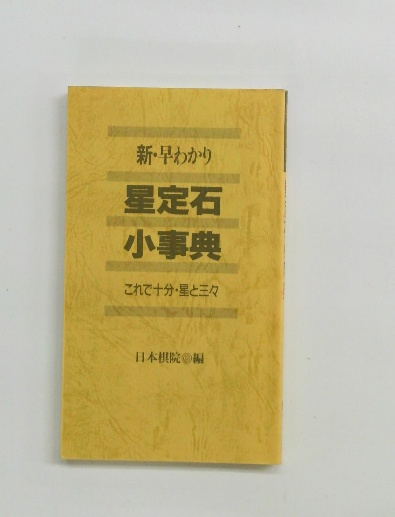 新・早わかり
星定石
小事典
これで十分・星と三々
日本棋院◎編